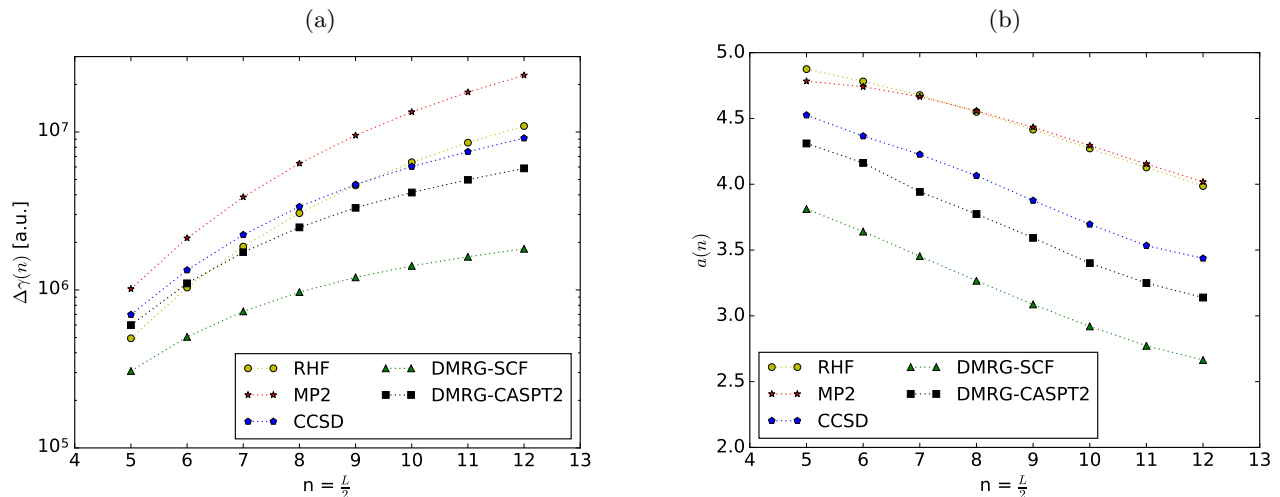 (a)
Δγ(n) [a.u.]
10^7
10^6
10^5
4 5 6 7 8 9 10 11 12 13
n = L/2
RHF
MP2
CCSD
DMRG-SCF
DMRG-CASPT2
(b)
a(n)
5.0
4.5
4.0
3.5
3.0
2.5
2.0
4 5 6 7 8 9 10 11 12 13
n = L/2
RHF
MP2
CCSD
DMRG-SCF
DMRG-CASPT2